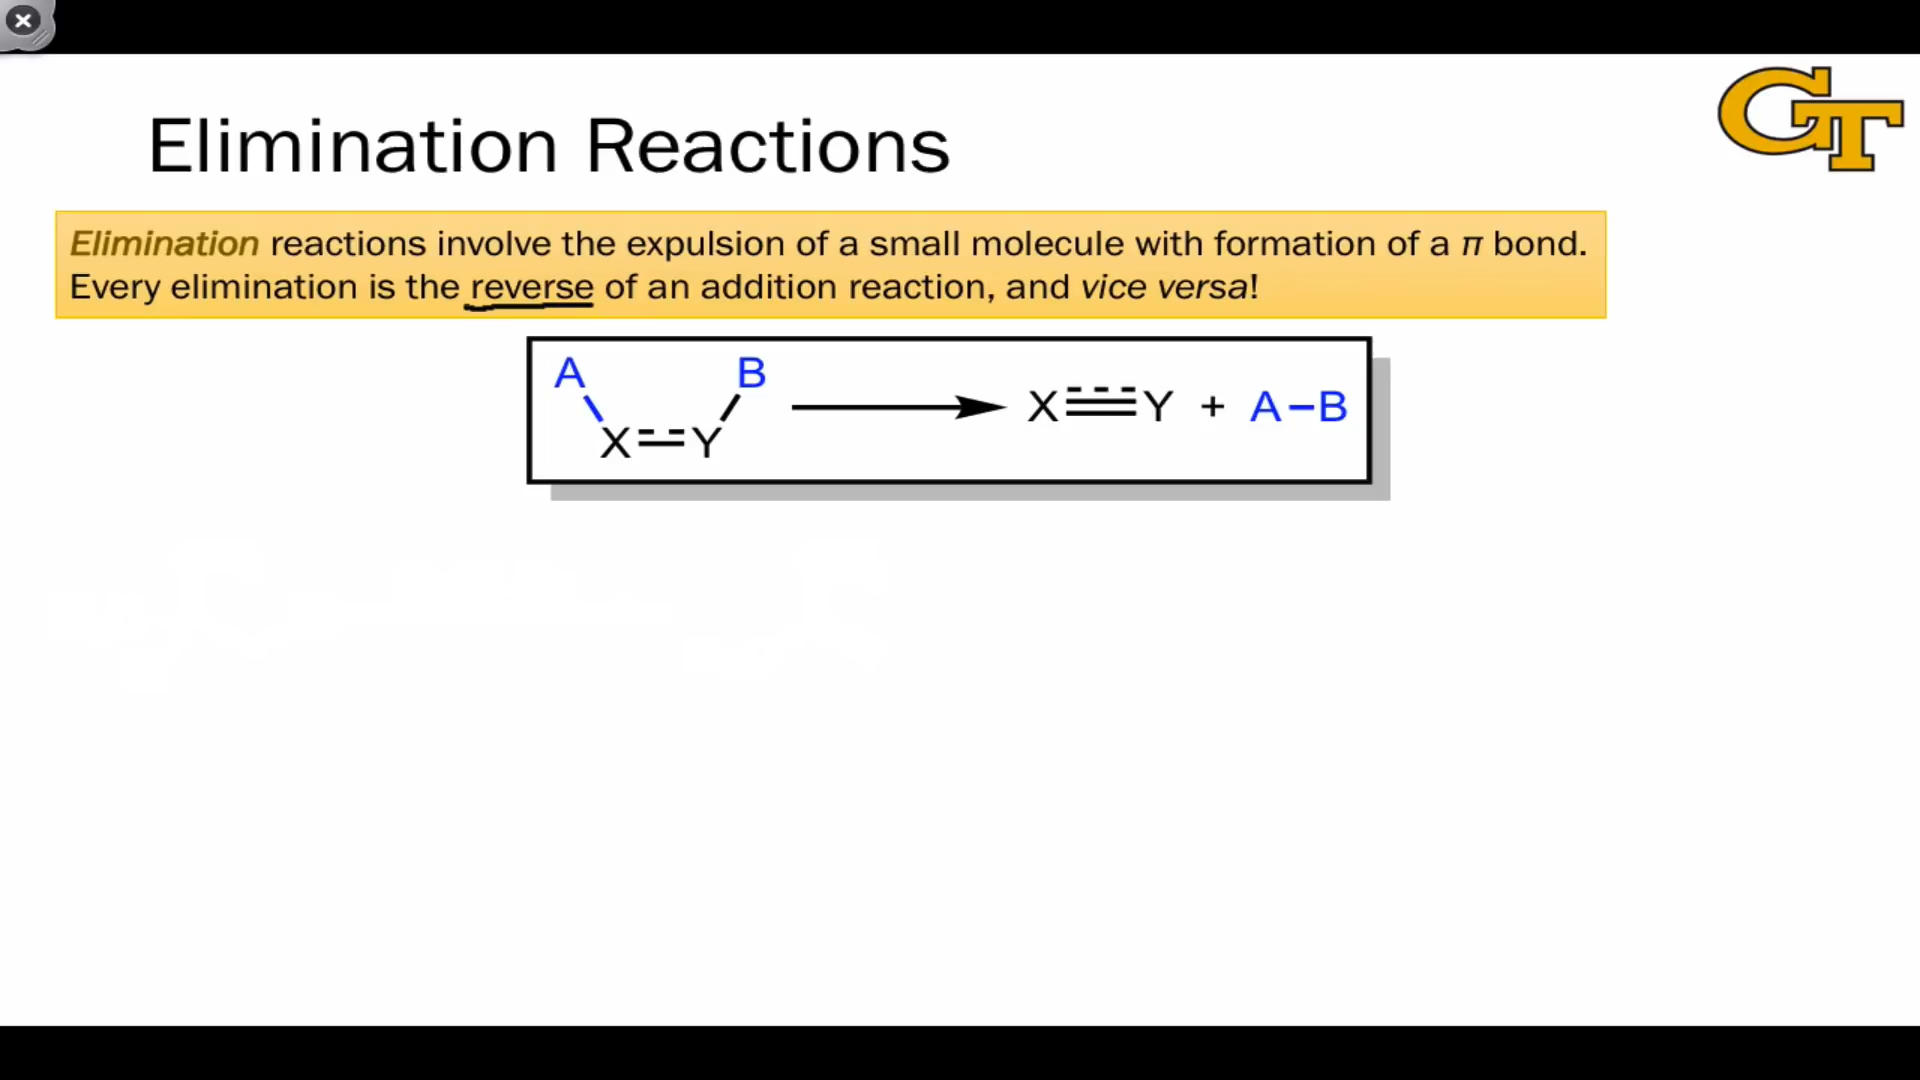 GT
Elimination Reactions
Elimination reactions involve the expulsion of a small molecule with formation of a π bond.
Every elimination is the reverse of an addition reaction, and vice versa!
A B
X Y X Y + A–B